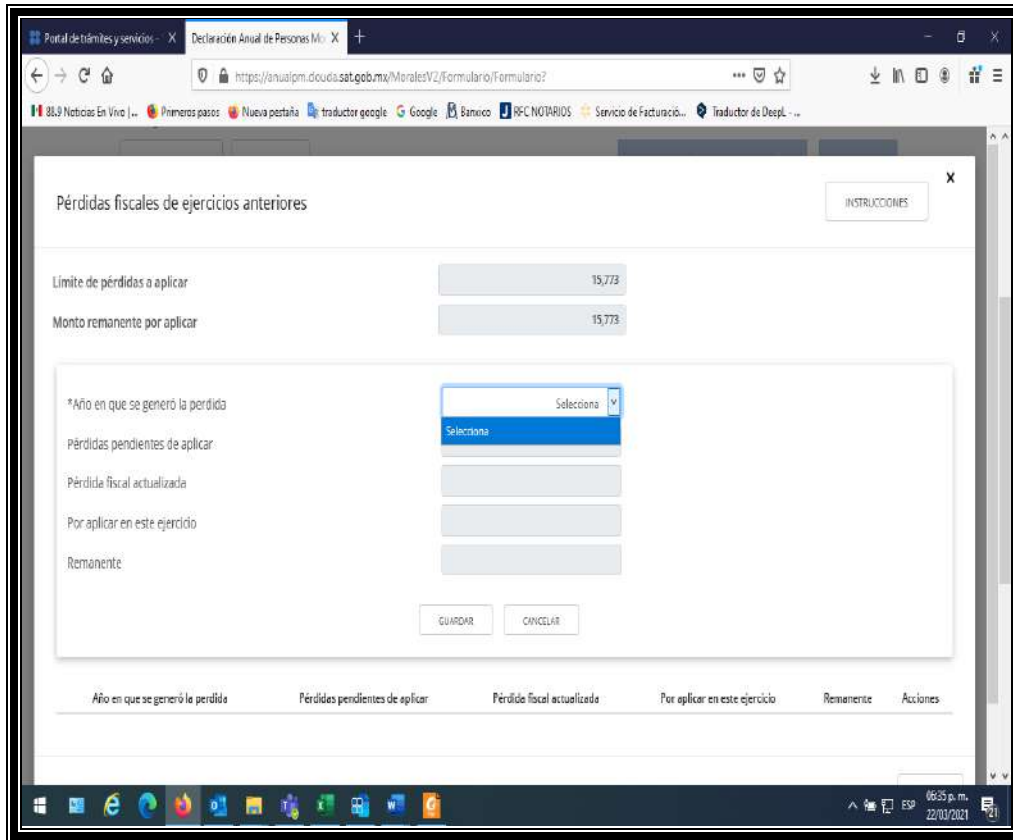 Portal de trámites y servicios - X
Declaración Anual de Personas Mo X +
https://anualpm.clouda.sat.gob.mx/MoralesV2/Formulario/Formulario?
88.9 Noticias En Vivo |... Primeros pasos Nueva pestaña traductor google Google Banxico RFC NOTARIOS Servicio de Facturació... Traductor de DeepL - ...
X
Pérdidas fiscales de ejercicios anteriores
INSTRUCCIONES
Límite de pérdidas a aplicar 15,773
Monto remanente por aplicar 15,773
*Año en que se generó la perdida Selecciona
Selecciona
Pérdidas pendientes de aplicar
Pérdida fiscal actualizada
Por aplicar en este ejercicio
Remanente
GUARDAR CANCELAR
Año en que se generó la perdida Pérdidas pendientes de aplicar Pérdida fiscal actualizada Por aplicar en este ejercicio Remanente Acciones
ESP 06:35 p. m.
22/03/2021 21